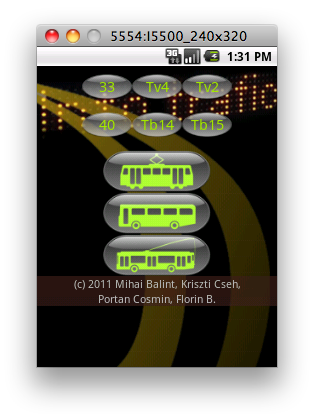 5554:I5500_240x320
3G
1:31 PM
33 Tv4 Tv2
40 Tb14 Tb15
(c) 2011 Mihai Balint, Kriszti Cseh,
Portan Cosmin, Florin B.